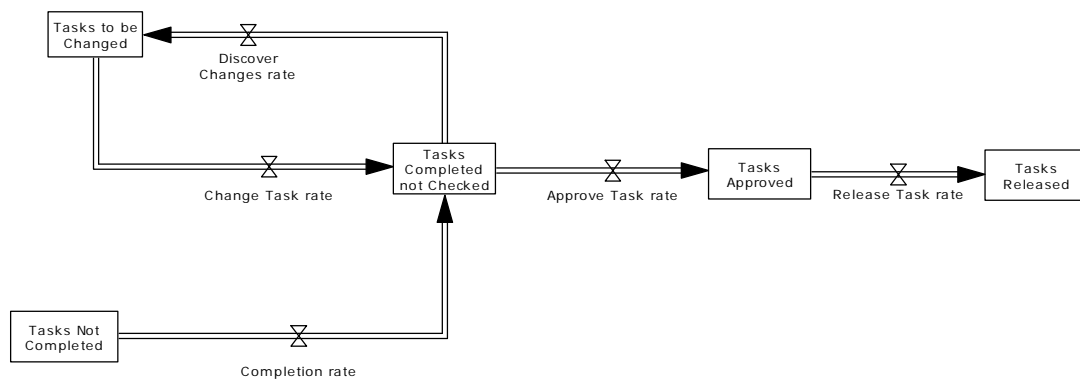 Tasks to be
Changed
Discover
Changes rate
Tasks
Completed
not Checked
Change Task rate
Approve Task rate
Tasks
Approved
Release Task rate
Tasks
Released
Tasks Not
Completed
Completion rate